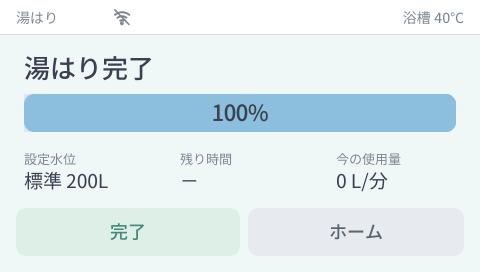 湯はり 浴槽 40℃
湯はり完了
100%
設定水位 残り時間 今の使用量
標準 200L — 0 L/分
完了 ホーム